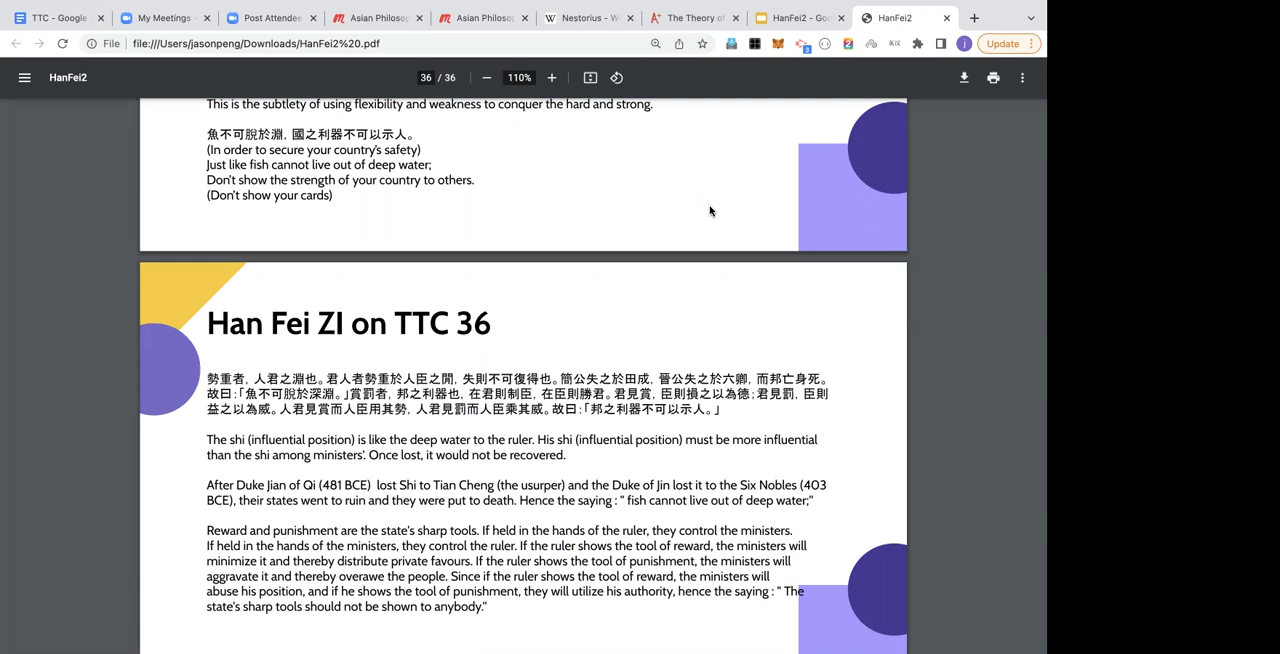 TTC - Google
My Meetings -
Post Attendee
Asian Philosop
Asian Philosop
Nestorius - W
The Theory of
HanFei2 - Goo
HanFei2
File
file:///Users/jasonpeng/Downloads/HanFei2%20.pdf
Update
HanFei2
36 / 36
110%
This is the subtlety of using flexibility and weakness to conquer the hard and strong.
魚不可脫於淵, 國之利器不可以示人。
(In order to secure your country's safety)
Just like fish cannot live out of deep water;
Don't show the strength of your country to others.
(Don't show your cards)
Han Fei ZI on TTC 36
勢重者, 人君之淵也。君人者勢重於人臣之閒, 失則不可復得也。簡公失之於田成, 晉公失之於六卿, 而邦亡身死。
故曰:「魚不可脫於深淵。」賞罰者, 邦之利器也, 在君則制臣, 在臣則勝君。君見賞, 臣則損之以為德;君見罰, 臣則
益之以為威。人君見賞而人臣用其勢, 人君見罰而人臣乘其威。故曰:「邦之利器不可以示人。」
The shi (influential position) is like the deep water to the ruler. His shi (influential position) must be more influential
than the shi among ministers'. Once lost, it would not be recovered.
After Duke Jian of Qi (481 BCE) lost Shi to Tian Cheng (the usurper) and the Duke of Jin lost it to the Six Nobles (403
BCE), their states went to ruin and they were put to death. Hence the saying : " fish cannot live out of deep water;"
Reward and punishment are the state's sharp tools. If held in the hands of the ruler, they control the ministers.
If held in the hands of the ministers, they control the ruler. If the ruler shows the tool of reward, the ministers will
minimize it and thereby distribute private favours. If the ruler shows the tool of punishment, the ministers will
aggravate it and thereby overawe the people. Since if the ruler shows the tool of reward, the ministers will
abuse his position, and if he shows the tool of punishment, they will utilize his authority, hence the saying : " The
state's sharp tools should not be shown to anybody."